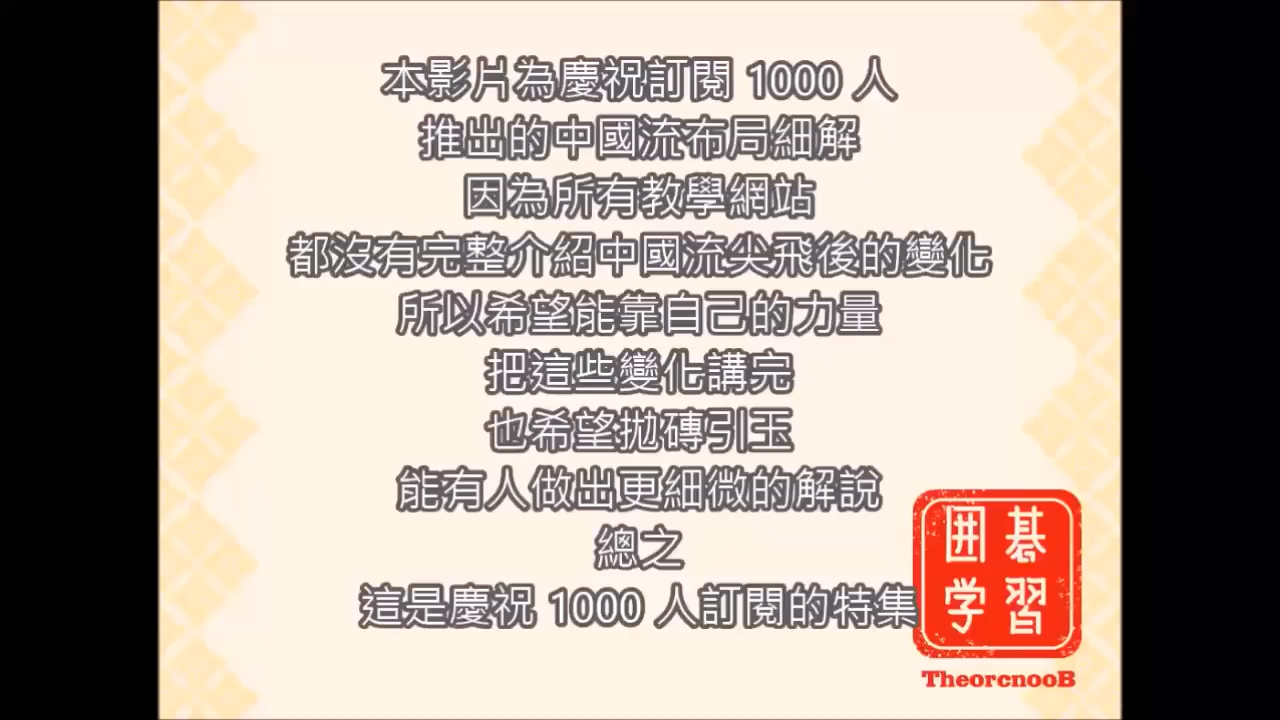 本影片為慶祝訂閱 1000 人
推出的中國流布局細解
因為所有教學網站
都沒有完整介紹中國流尖飛後的變化
所以希望能靠自己的力量
把這些變化講完
也希望拋磚引玉
能有人做出更細微的解說
總之
這是慶祝 1000 人訂閱的特集
囲碁
学習
TheorcnooB